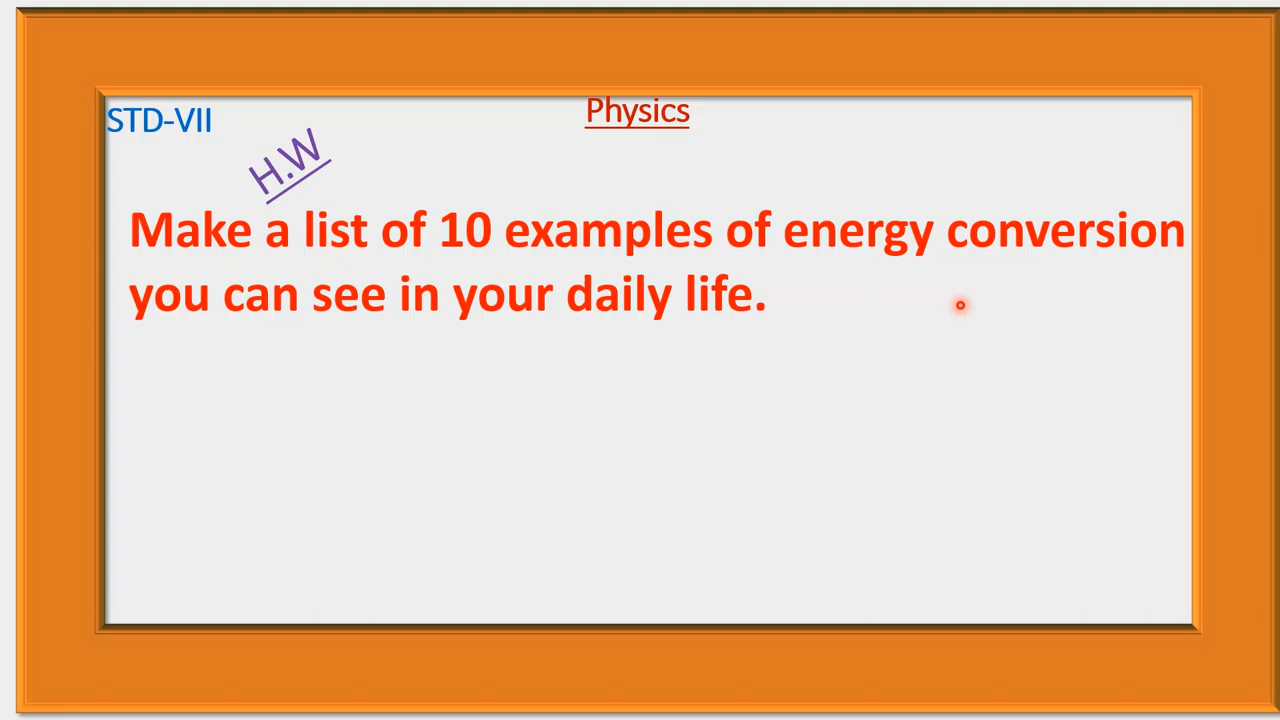 STD-VII
Physics
H.W
Make a list of 10 examples of energy conversion
you can see in your daily life.